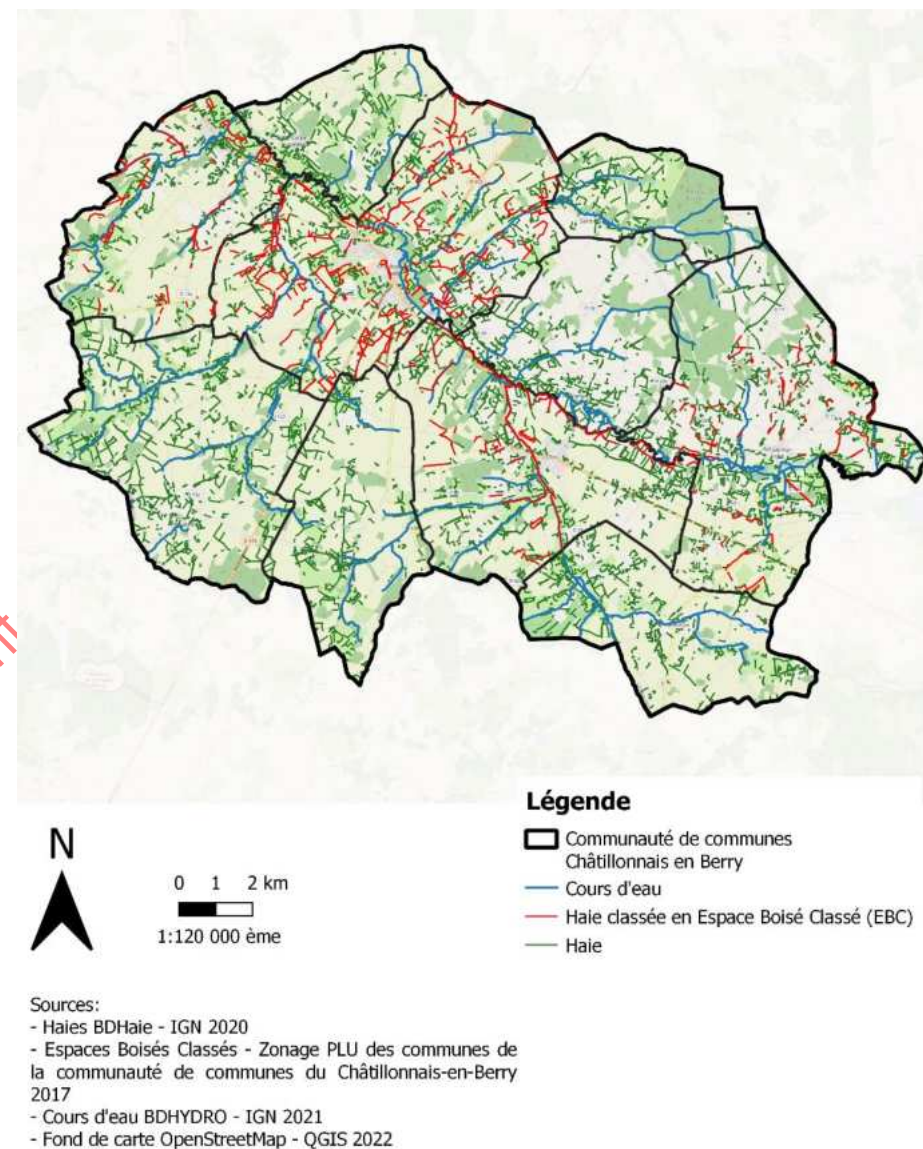 N
0 1 2 km
1:120 000 ème
Légende
Communauté de communes
Châtillonnais en Berry
Cours d'eau
Haie classée en Espace Boisé Classé (EBC)
Haie
Sources:
- Haies BDHaie - IGN 2020
- Espaces Boisés Classés - Zonage PLU des communes de
la communauté de communes du Châtillonnais-en-Berry
2017
- Cours d'eau BDHYDRO - IGN 2021
- Fond de carte OpenStreetMap - QGIS 2022